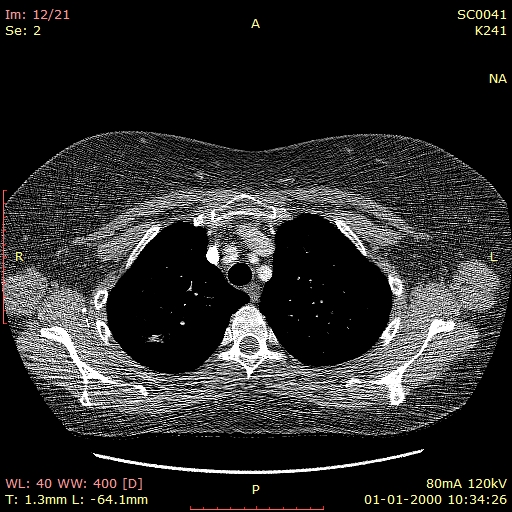 Im: 12/21
Se: 2
A
SC0041
K241
NA
R
L
WL: 40 WW: 400 [D]
T: 1.3mm L: -64.1mm
P
80mA 120kV
01-01-2000 10:34:26